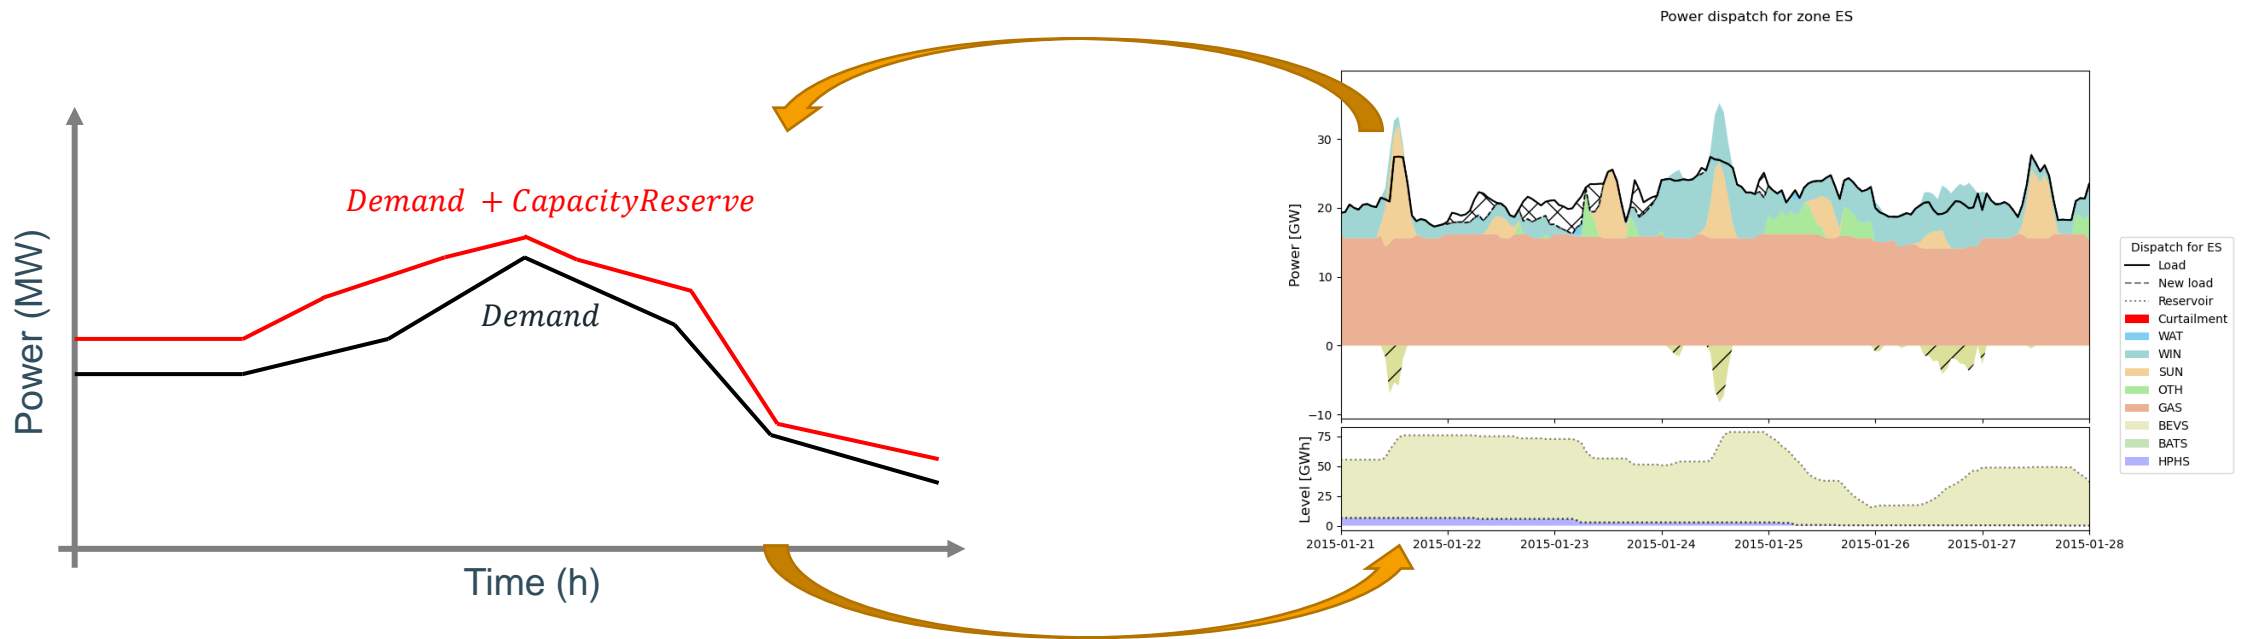 Power (MW)
Demand + CapacityReserve
Demand
Time (h)
Power dispatch for zone ES
Power [GW]
30
20
10
0
−10
Level [GWh]
75
50
25
0
2015-01-21 2015-01-22 2015-01-23 2015-01-24 2015-01-25 2015-01-26 2015-01-27 2015-01-28
Dispatch for ES
Load
New load
Reservoir
Curtailment
WAT
WIN
SUN
OTH
GAS
BEVS
BATS
HPHS